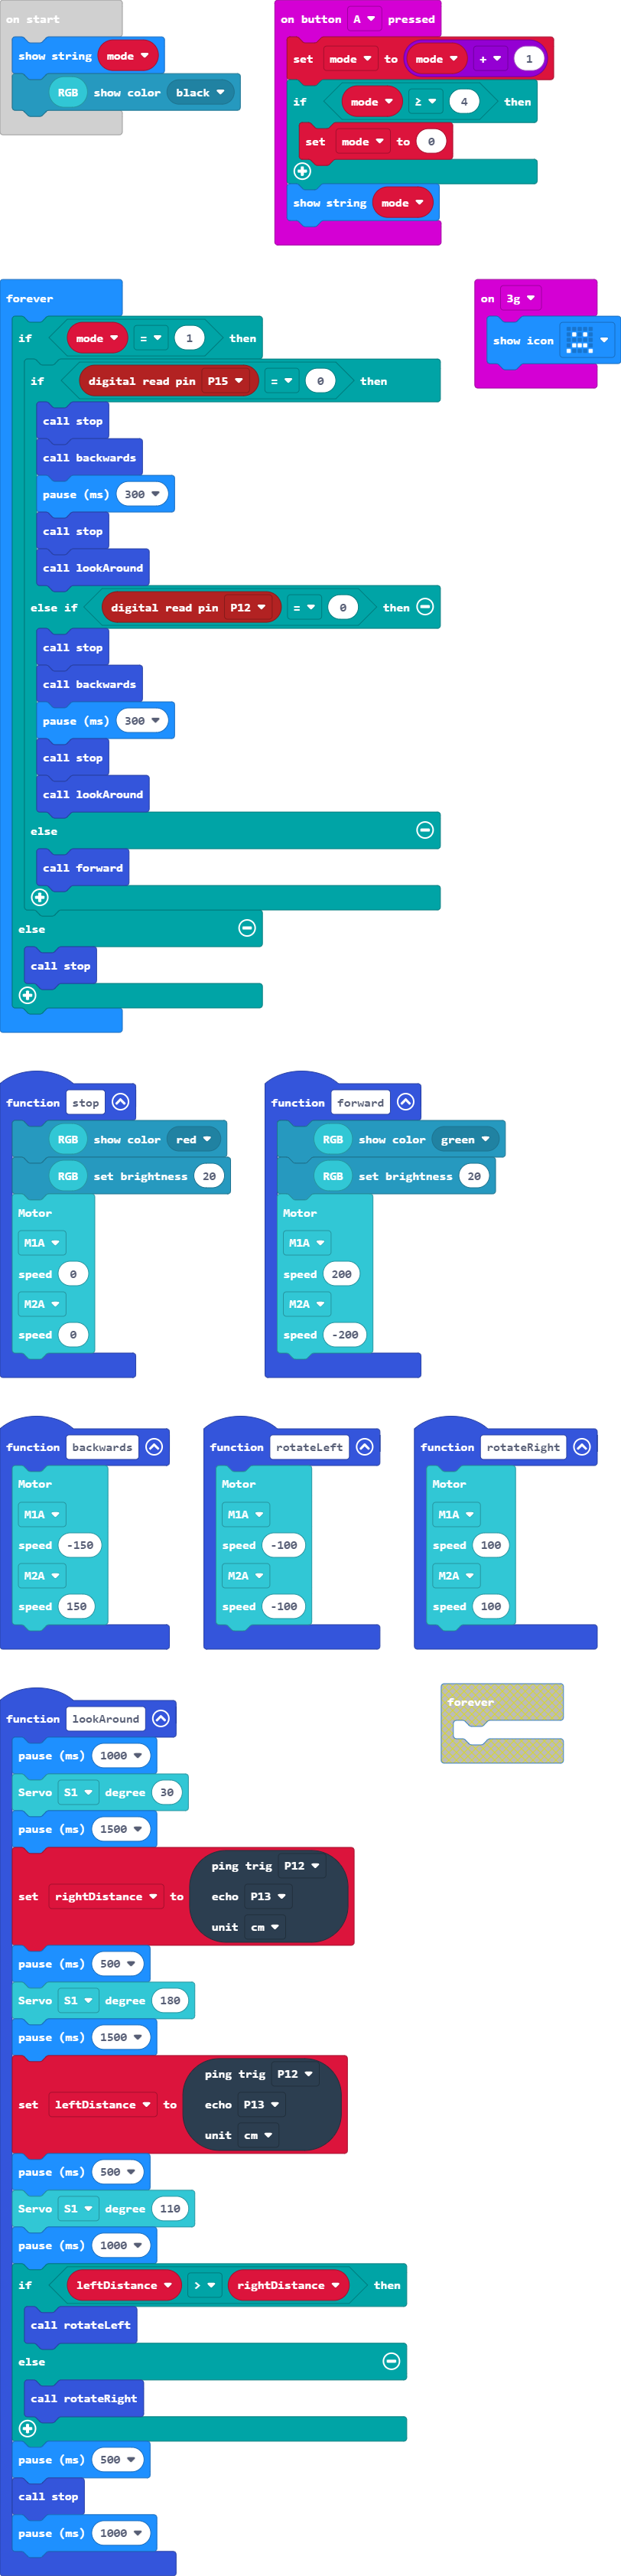 on start
show string mode
RGB show color black
on button A pressed
set mode to mode + 1
if mode ≥ 4 then
set mode to 0
show string mode
forever
if mode = 1 then
if digital read pin P15 = 0 then
call stop
call backwards
pause (ms) 300
call stop
call lookAround
else if digital read pin P12 = 0 then
call stop
call backwards
pause (ms) 300
call stop
call lookAround
else
call forward
else
call stop
on 3g
show icon
function stop
RGB show color red
RGB set brightness 20
Motor
M1A
speed 0
M2A
speed 0
function forward
RGB show color green
RGB set brightness 20
Motor
M1A
speed 200
M2A
speed -200
function backwards
Motor
M1A
speed -150
M2A
speed 150
function rotateLeft
Motor
M1A
speed -100
M2A
speed -100
function rotateRight
Motor
M1A
speed 100
M2A
speed 100
function lookAround
pause (ms) 1000
Servo S1 degree 30
pause (ms) 1500
set rightDistance to ping trig P12
echo P13
unit cm
pause (ms) 500
Servo S1 degree 180
pause (ms) 1500
set leftDistance to ping trig P12
echo P13
unit cm
pause (ms) 500
Servo S1 degree 110
pause (ms) 1000
if leftDistance > rightDistance then
call rotateLeft
else
call rotateRight
pause (ms) 500
call stop
pause (ms) 1000
forever